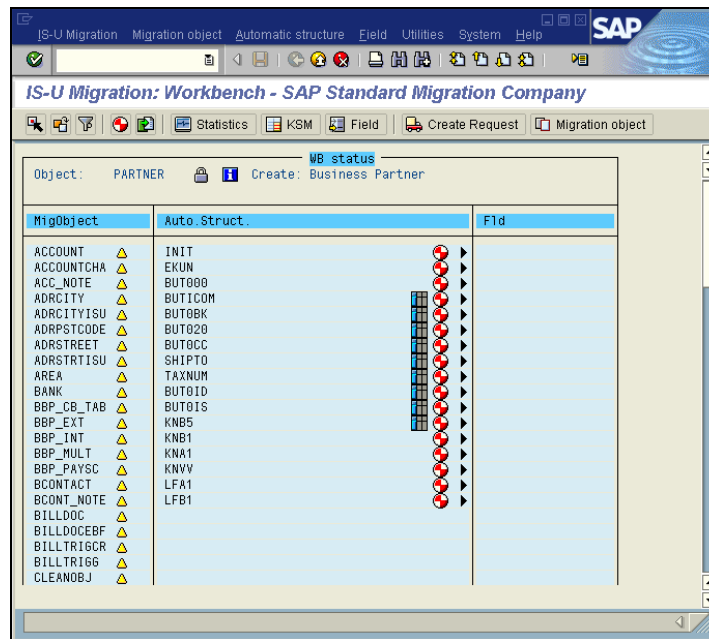 IS-U Migration Migration object Automatic structure Field Utilities System Help
SAP
IS-U Migration: Workbench - SAP Standard Migration Company
Statistics KSM Field Create Request Migration object
WB status
Object: PARTNER Create: Business Partner
MigObject Auto.Struct. Fld
ACCOUNT INIT
ACCOUNTCHA EKUN
ACC_NOTE BUT000
ADRCITY BUTICOM
ADRCITYISU BUT0BK
ADRPSTCODE BUT020
ADRSTREET BUT0CC
ADRSTRTISU SHIPTO
AREA TAXNUM
BANK BUT0ID
BBP_CB_TAB BUT0IS
BBP_EXT KNB5
BBP_INT KNB1
BBP_MULT KNA1
BBP_PAYSC KNVV
BCONTACT LFA1
BCONT_NOTE LFB1
BILLDOC
BILLDOCEBF
BILLTRIGCR
BILLTRIGG
CLEANOBJ